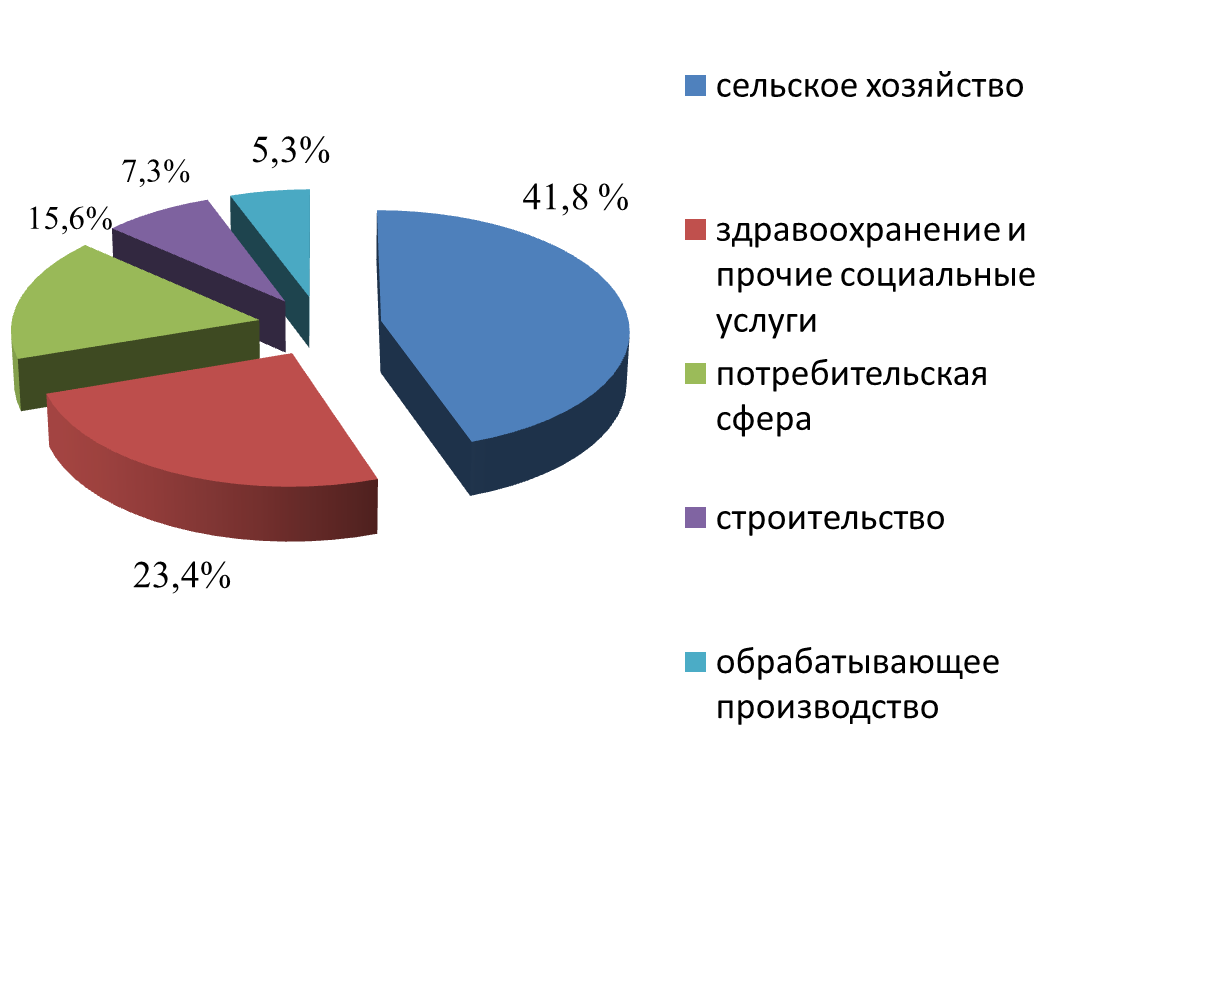 5,3%
7,3%
15,6%
41,8 %
23,4%
сельское хозяйство
здравоохранение и
прочие социальные
услуги
потребительская
сфера
строительство
обрабатывающее
производство